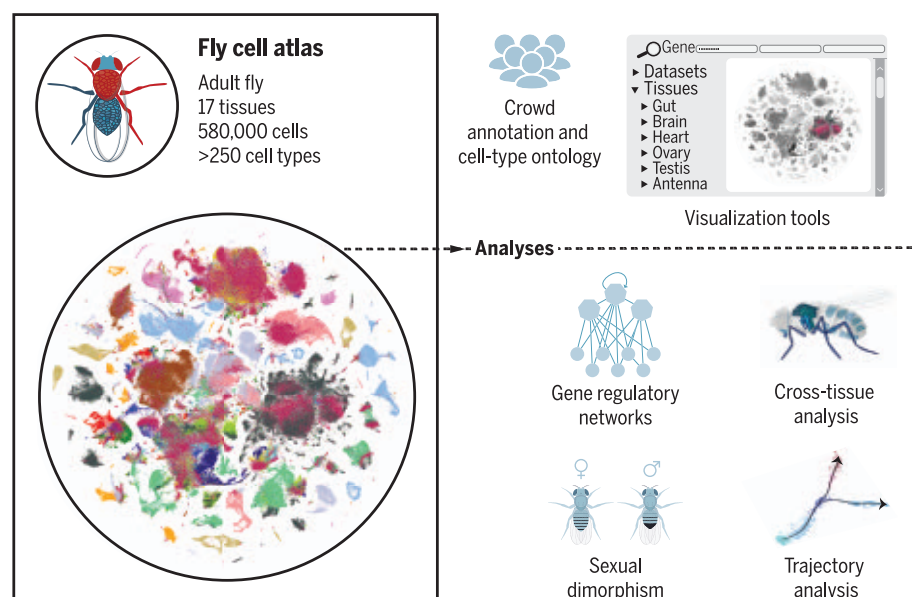 Fly cell atlas
Adult fly
17 tissues
580,000 cells
>250 cell types
Crowd
annotation and
cell-type ontology
Gene
Datasets
Tissues
Gut
Brain
Heart
Ovary
Testis
Antenna
Visualization tools
Analyses
Gene regulatory
networks
Cross-tissue
analysis
♀ ♂
Sexual
dimorphism
Trajectory
analysis